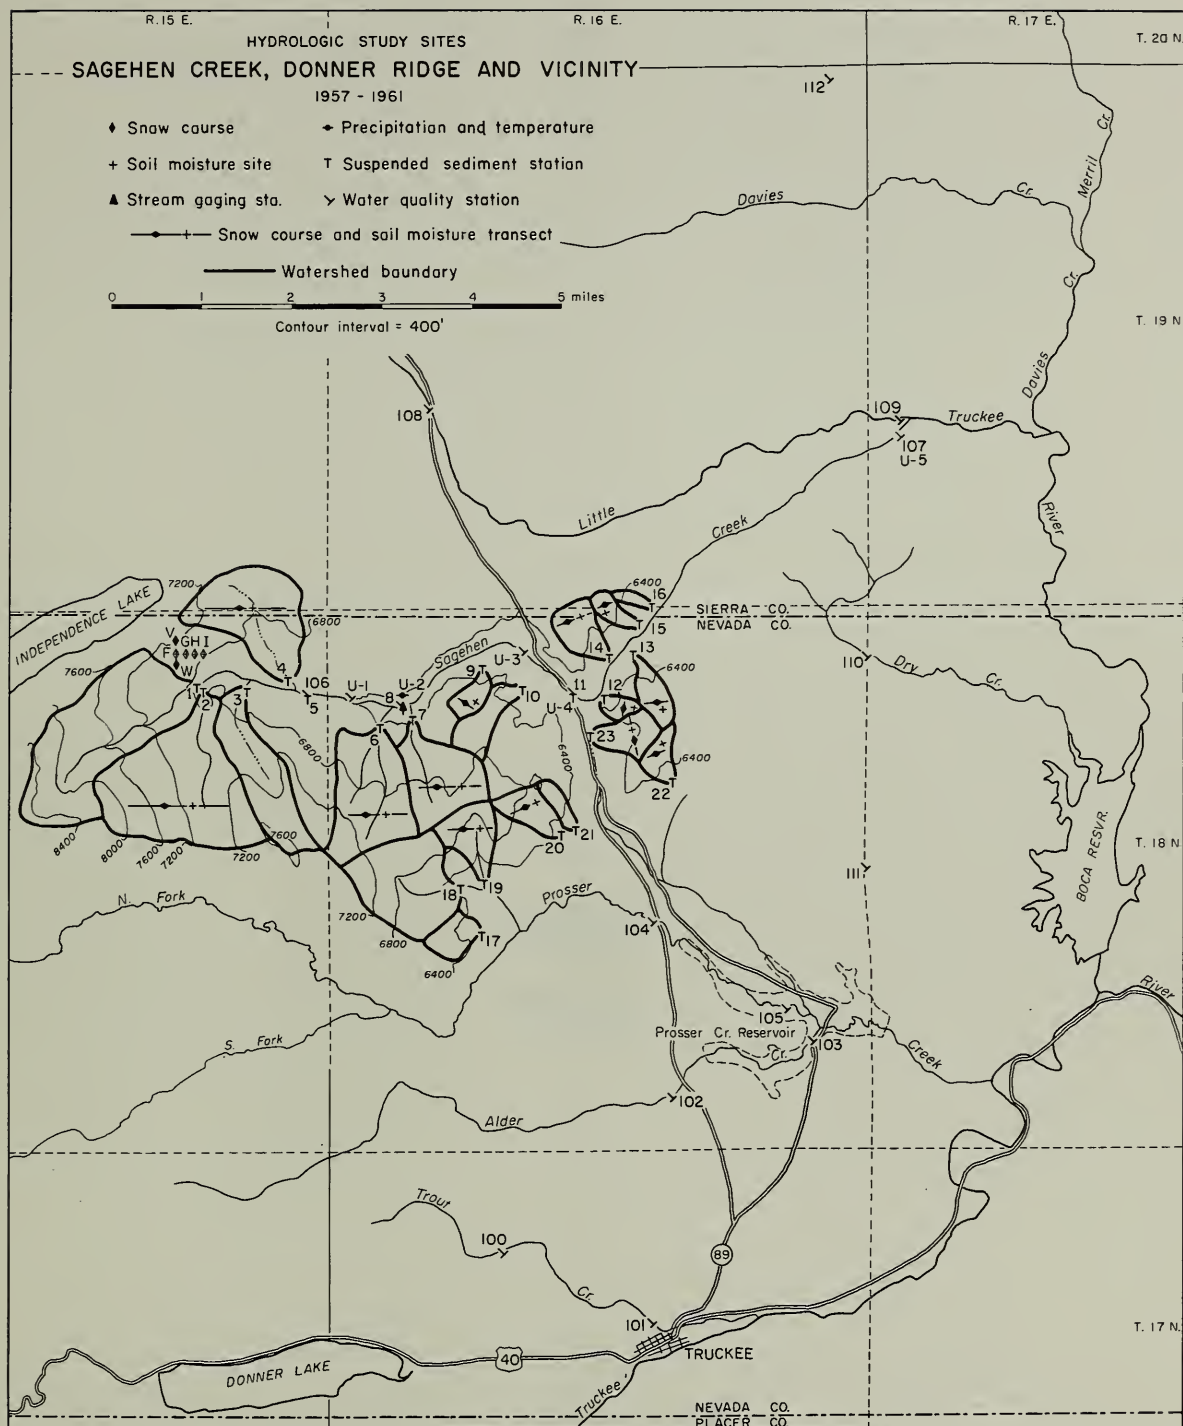 R. 15 E. R. 16 E. R. 17 E.
T. 20 N.
HYDROLOGIC STUDY SITES
SAGEHEN CREEK, DONNER RIDGE AND VICINITY
1957 - 1961
112
♦ Snow course
Precipitation and temperature
+ Soil moisture site
T Suspended sediment station
Stream gaging sta.
Water quality station
Snow course and soil moisture transect
Watershed boundary
0 1 2 3 4 5 miles
Contour interval = 400'
Davies Cr.
Merril Cr.
Davies Cr.
T. 19 N.
108
109
Truckee
107
U-5
Little
Creek
River
7200
6400
16
INDEPENDENCE LAKE
6800
SIERRA CO.
NEVADA CO.
15
V
G H I
F
W
7600
Sagehen
U-3
14
13
6400
110
Dry
Cr.
4
106
1
2
3
5
U-1
U-2
8
9
10
11
U-4
12
7
6
23
6800
6400
6400
22
8400
8000
7600
7200
7200
7600
20
21
T. 18 N.
BOCA RESVR.
N. Fork
18
19
Prosser
111
7200
6800
17
104
6400
River
105
Prosser Cr. Reservoir
Cr.
103
Creek
S. Fork
102
Alder
Trout
100
89
Cr.
101
T. 17 N.
TRUCKEE
40
DONNER LAKE
Truckee
NEVADA CO.
PLACER CO.